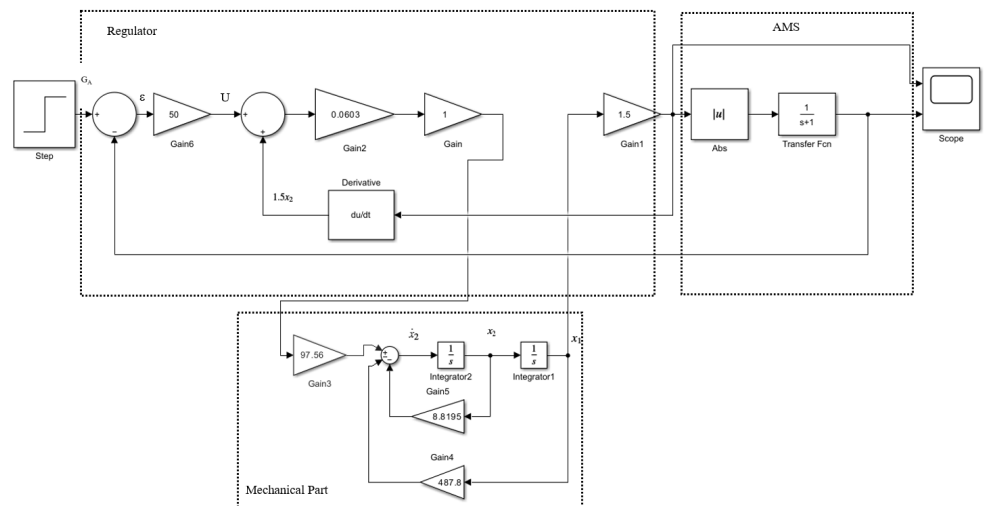 Regulator
AMS
G_A
ε
U
+
−
50
+
+
0.0603
1
1.5
|u|
1
s+1
Step
Gain6
Gain2
Gain
Gain1
Abs
Transfer Fcn
Scope
Derivative
1.5x₂
du/dt
ẋ₂
x₂
x₁
97.56
+
−
−
1
s
1
s
Gain3
Integrator2
Integrator1
Gain5
8.8195
Gain4
487.8
Mechanical Part